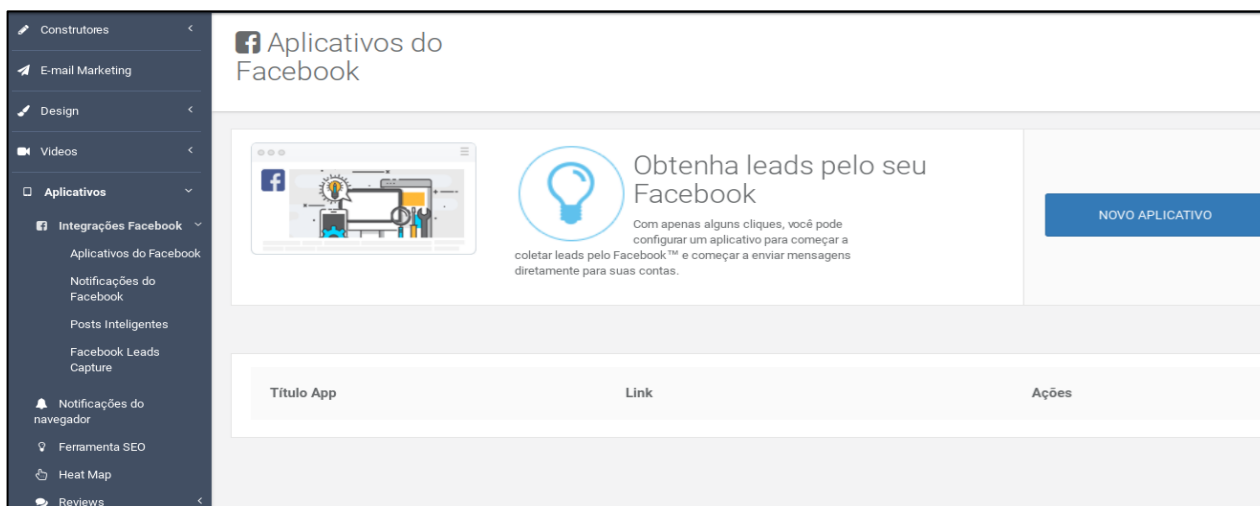 Construtores
E-mail Marketing
Design
Videos
Aplicativos
Integrações Facebook
Aplicativos do Facebook
Notificações do
Facebook
Posts Inteligentes
Facebook Leads
Capture
Notificações do
navegador
Ferramenta SEO
Heat Map
Reviews
Aplicativos do
Facebook
Obtenha leads pelo seu
Facebook
Com apenas alguns cliques, você pode
configurar um aplicativo para começar a
coletar leads pelo Facebook™ e começar a enviar mensagens
diretamente para suas contas.
NOVO APLICATIVO
Título App Link Ações